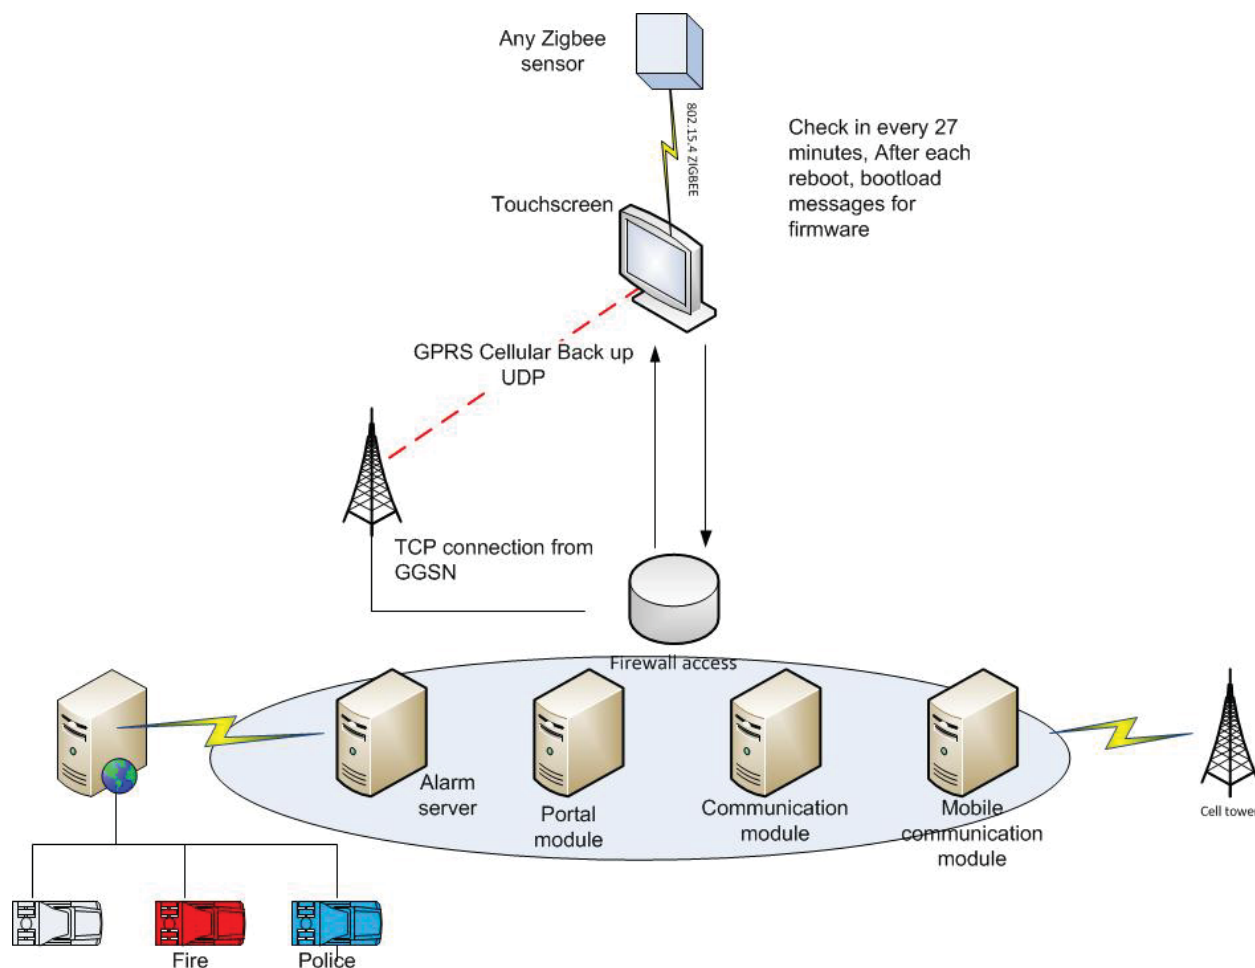 Any Zigbee
sensor
802.15.4 ZIGBEE
Check in every 27
minutes, After each
reboot, bootload
messages for
firmware
Touchscreen
GPRS Cellular Back up
UDP
TCP connection from
GGSN
Firewall access
Alarm
server
Portal
module
Communication
module
Mobile
communication
module
Cell tower
Fire
Police